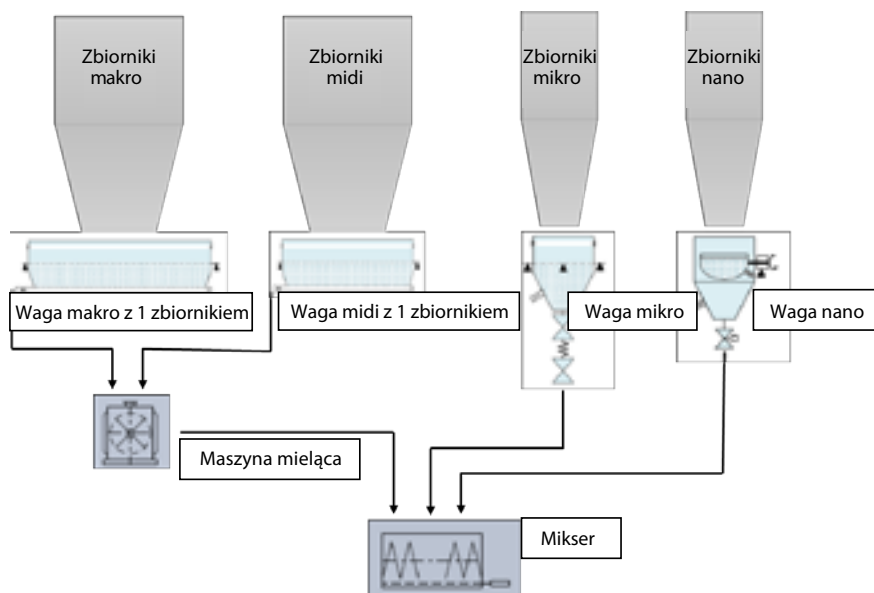 Zbiorniki
makro
Zbiorniki
midi
Zbiorniki
mikro
Zbiorniki
nano
Waga makro z 1 zbiornikiem
Waga midi z 1 zbiornikiem
Waga mikro
Waga nano
Maszyna mieląca
Mikser